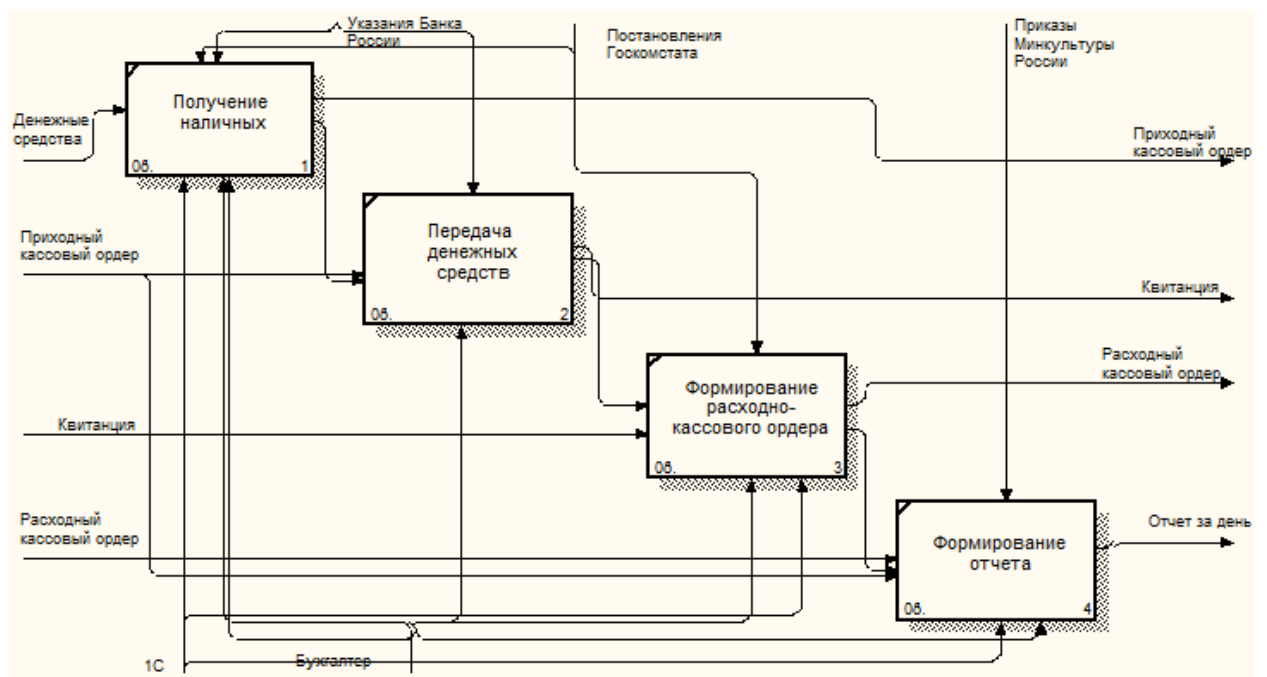 Указания Банка
России
Постановления
Госкомстата
Приказы
Минкультуры
России
Денежные
средства
Получение
наличных
0б.
1
Приходный
кассовый ордер
Приходный
кассовый ордер
Передача
денежных
средств
0б.
2
Квитанция
Расходный
кассовый ордер
Формирование
расходно-
кассового ордера
0б.
3
Квитанция
Расходный
кассовый ордер
Формирование
отчета
0б.
4
Отчет за день
1С
Бухгалтер